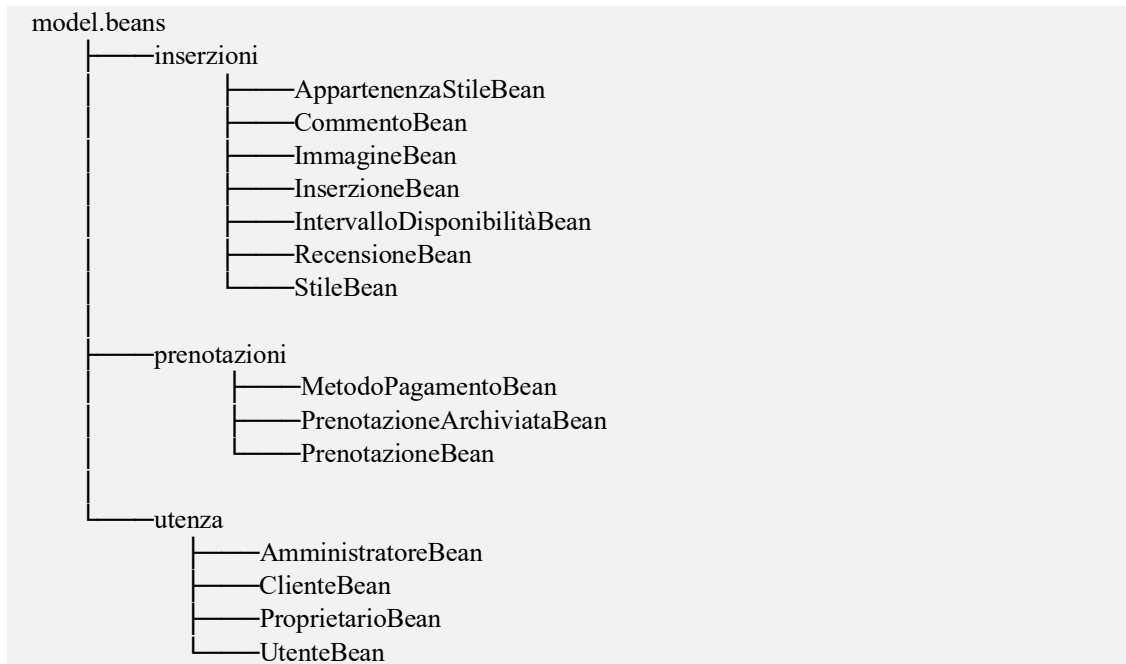 model.beans
inserzioni
AppartenenzaStileBean
CommentoBean
ImmagineBean
InserzioneBean
IntervalloDisponibilitàBean
RecensioneBean
StileBean
prenotazioni
MetodoPagamentoBean
PrenotazioneArchiviataBean
PrenotazioneBean
utenza
AmministratoreBean
ClienteBean
ProprietarioBean
UtenteBean